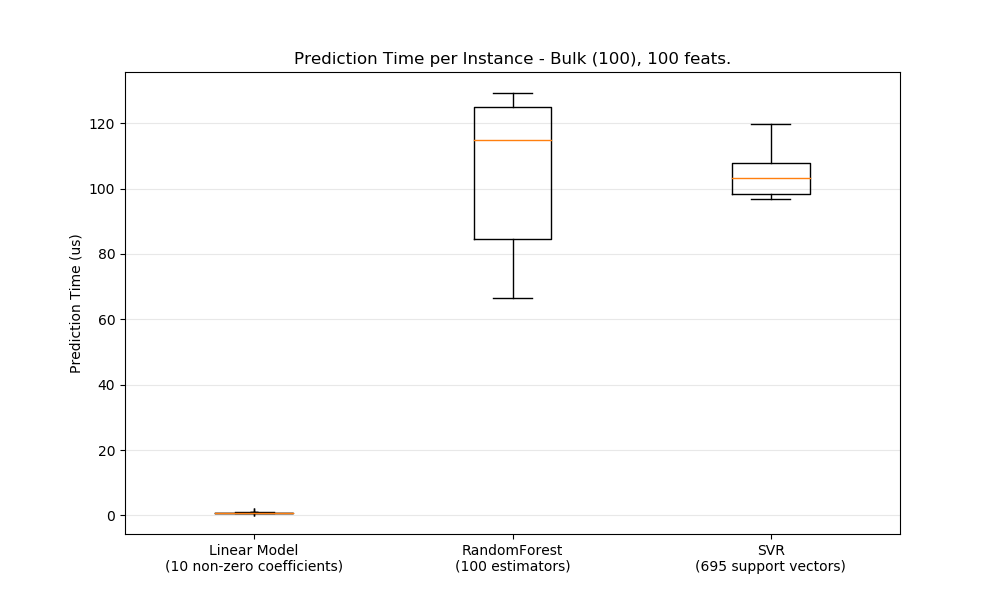 Prediction Time per Instance - Bulk (100), 100 feats.
Prediction Time (us)
120
100
80
60
40
20
0
Linear Model
(10 non-zero coefficients)
RandomForest
(100 estimators)
SVR
(695 support vectors)